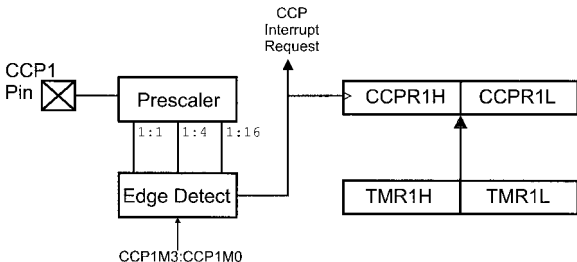 CCP
Interrupt
Request
CCP1
Pin
Prescaler
CCPR1H CCPR1L
1:1 1:4 1:16
Edge Detect
TMR1H TMR1L
CCP1M3:CCP1M0